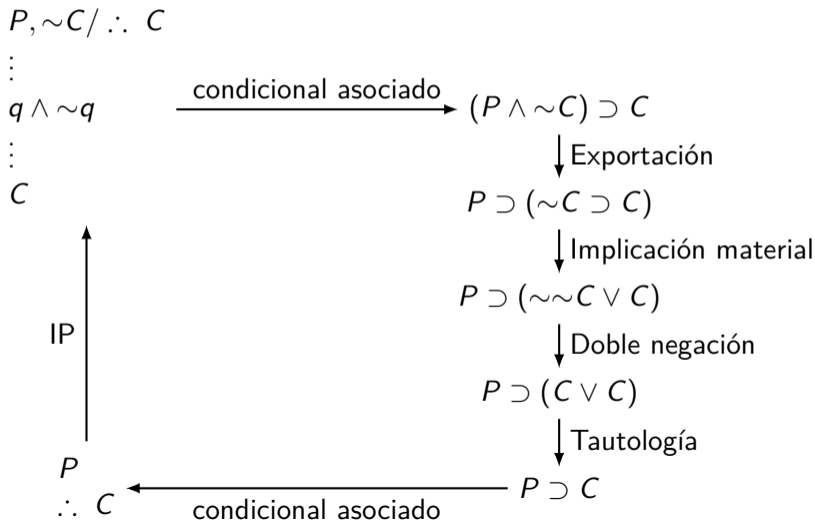 P, ~C/ ∴ C
⋮
q ∧ ~q
⋮
C
condicional asociado
(P ∧ ~C) ⊃ C
Exportación
P ⊃ (~C ⊃ C)
Implicación material
P ⊃ (~~C ∨ C)
Doble negación
P ⊃ (C ∨ C)
Tautología
P ⊃ C
condicional asociado
P
∴ C
IP